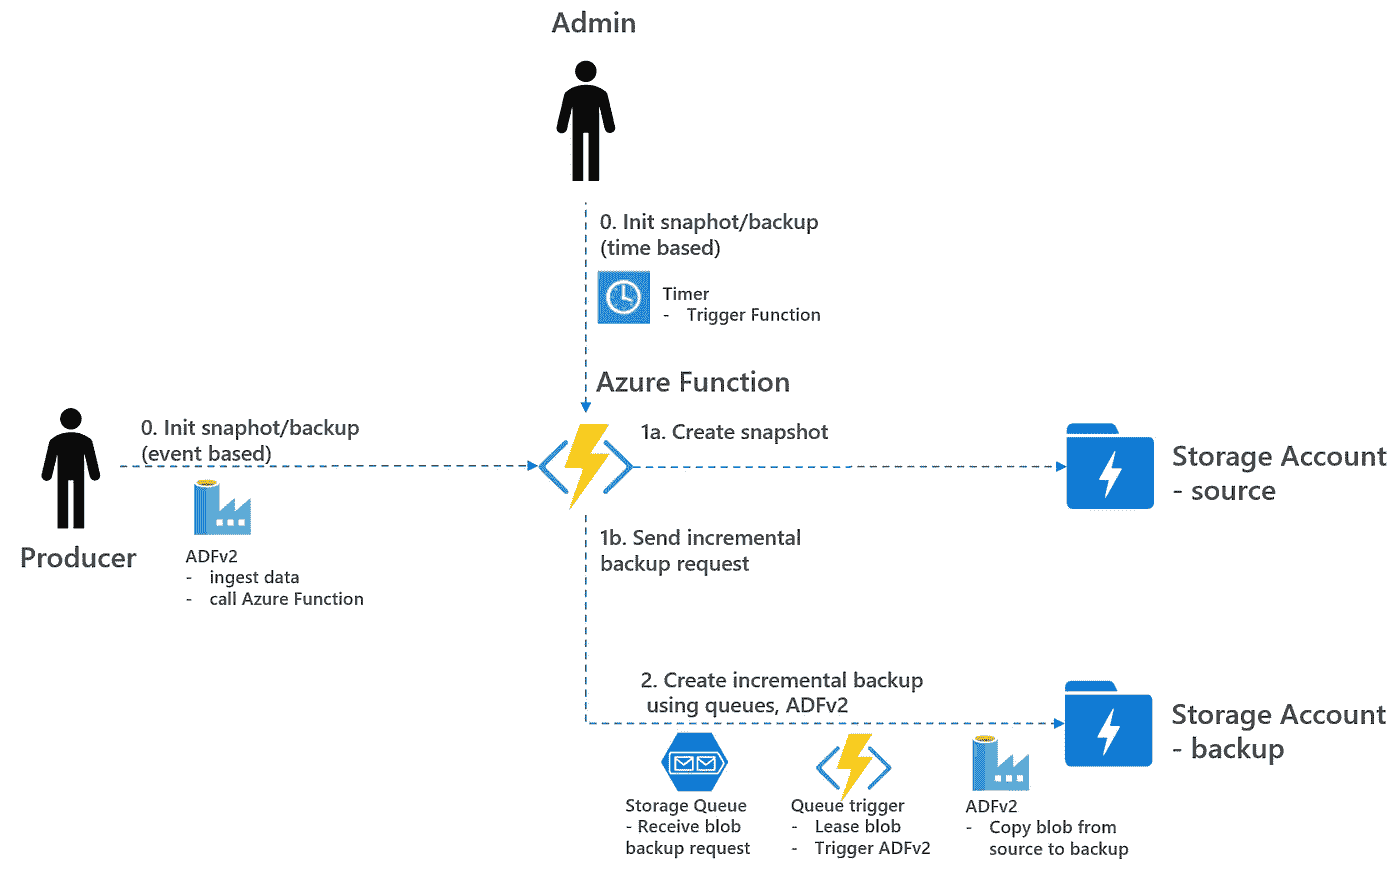 Admin
0. Init snaphot/backup
(time based)
Timer
- Trigger Function
Azure Function
0. Init snaphot/backup
(event based)
1a. Create snapshot
Storage Account
- source
Producer
ADFv2
- ingest data
- call Azure Function
1b. Send incremental
backup request
2. Create incremental backup
using queues, ADFv2
Storage Account
- backup
Storage Queue
- Receive blob
backup request
Queue trigger
- Lease blob
- Trigger ADFv2
ADFv2
- Copy blob from
source to backup